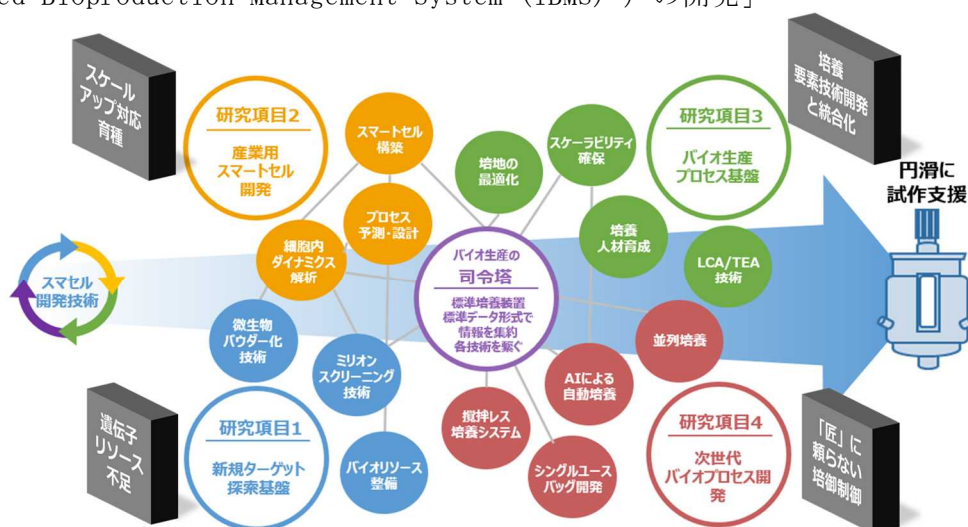 ed Bioproduction Management System (iBMS) の開発」
スケール
アップ対応
育種
研究項目2
産業用
スマートセル
開発
スマートセル
構築
プロセス
予測・設計
細胞内
ダイナミクス
解析
培地の
最適化
スケーラビリティ
確保
培養
人材育成
LCA/TEA
技術
研究項目3
バイオ生産
プロセス基盤
培養
要素技術開発
と統合化
円滑に
試作支援
スマセル
開発技術
バイオ生産の
司令塔
標準培養装置
標準データ形式で
情報を集約
各技術を繋ぐ
微生物
パウダー化
技術
ミリオン
スクリーニング
技術
バイオリソース
整備
研究項目1
新規ターゲット
探索基盤
遺伝子
リソース
不足
撹拌レス
培養システム
AIによる
自動培養
並列培養
シングルユース
バッグ開発
研究項目4
次世代
バイオプロセス開
発
「匠」に
頼らない
培御制御